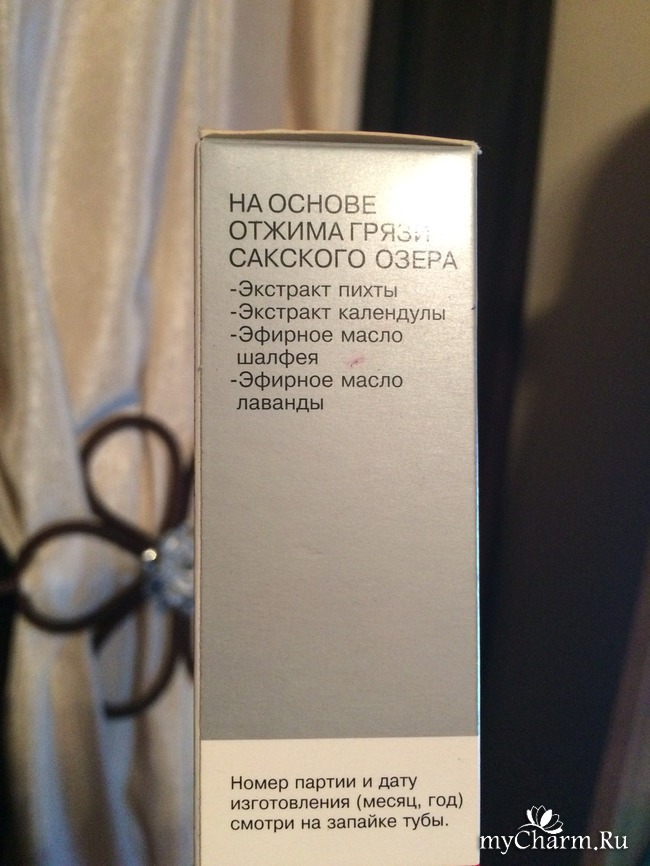 НА ОСНОВЕ
ОТЖИМА ГРЯЗИ
САКСКОГО ОЗЕРА
-Экстракт пихты
-Экстракт календулы
-Эфирное масло
шалфея
-Эфирное масло
лаванды
Номер партии и дату
изготовления (месяц, год)
смотри на запайке тубы.
myCharm.Ru